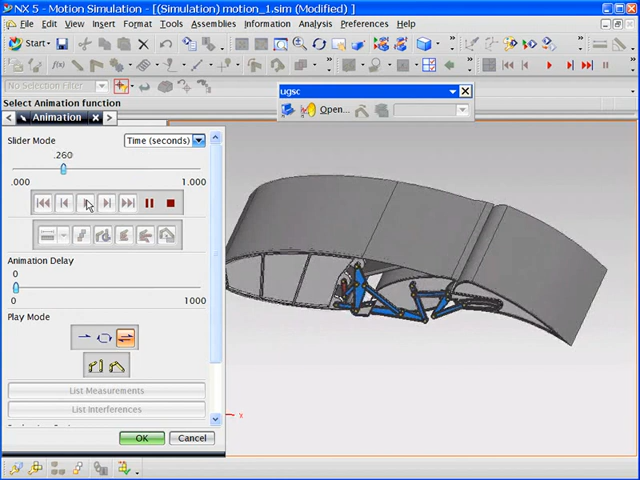 NX 5 - Motion Simulation - [(Simulation) motion_1.sim (Modified) ]
File Edit View Insert Format Tools Assemblies Information Analysis Preferences Help
Start
No Selection Filter
Select Animation function
ugsc
Open...
Animation
Slider Mode Time (seconds)
.260
.000 1.000
Animation Delay
0
0 1000
Play Mode
List Measurements
List Interferences
OK Cancel
x